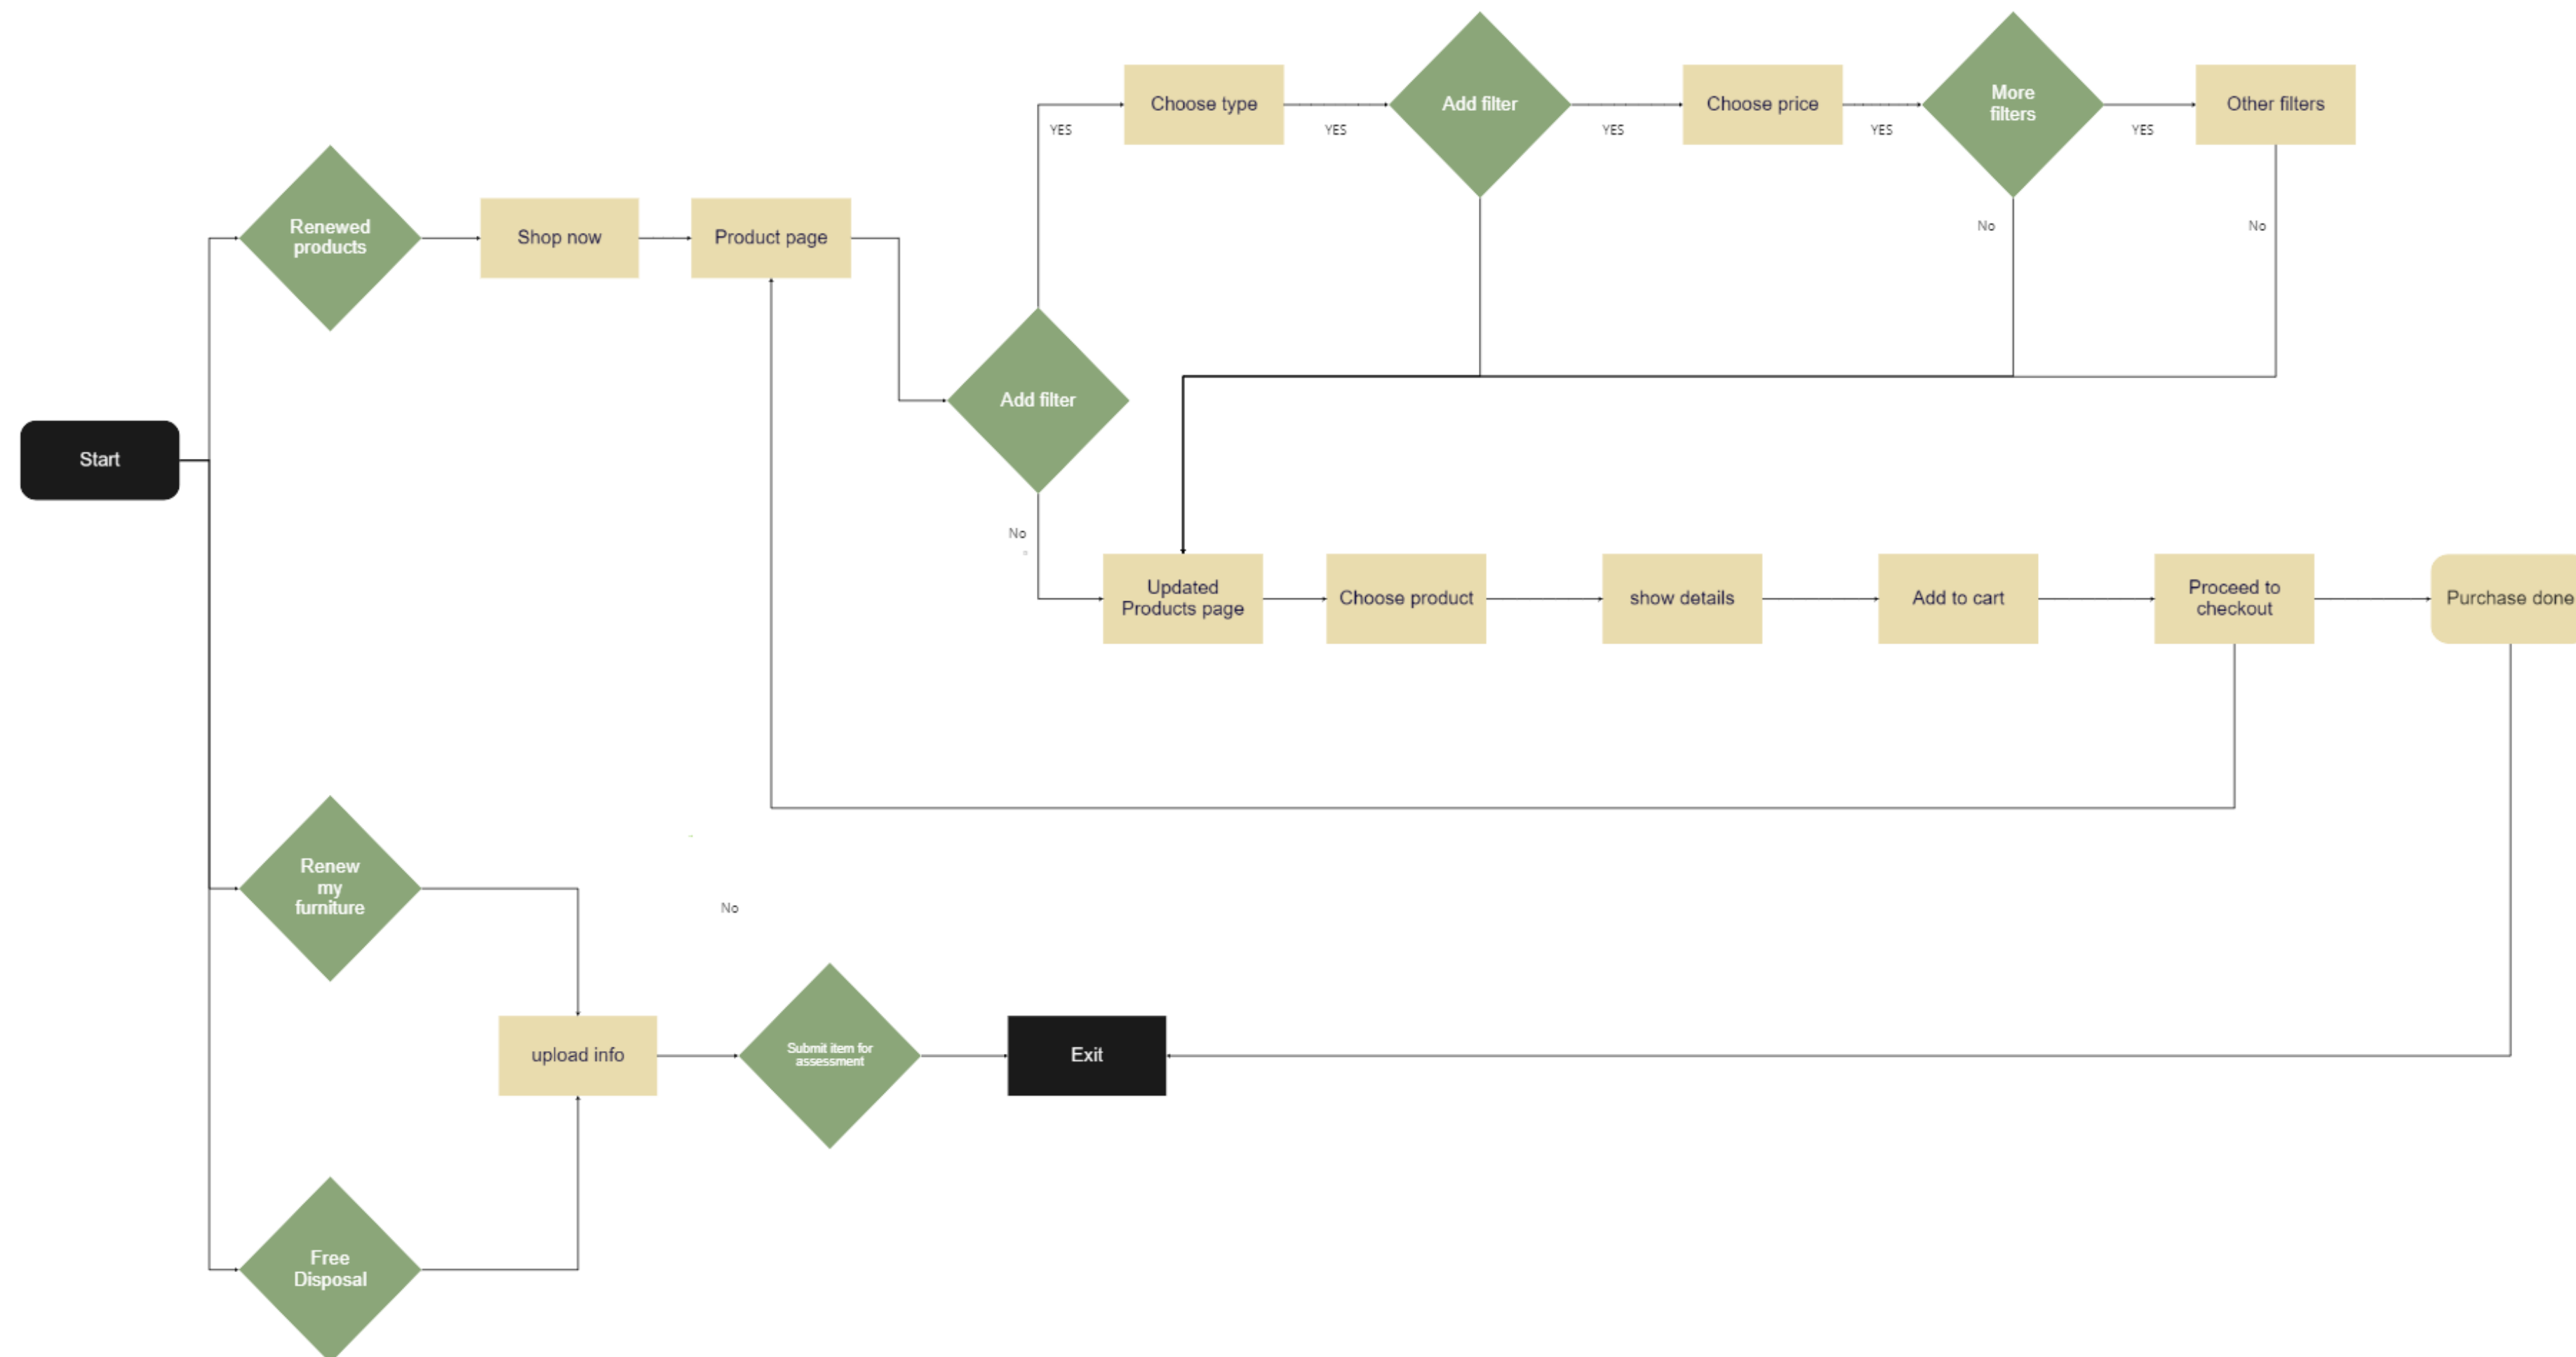 Choose type
Add filter
Choose price
More
filters
Other filters
YES
YES
YES
YES
YES
Renewed
products
Shop now
Product page
No
No
Add filter
Start
No
Updated
Products page
Choose product
show details
Add to cart
Proceed to
checkout
Purchase done
Renew
my
furniture
No
upload info
Submit item for
assessment
Exit
Free
Disposal